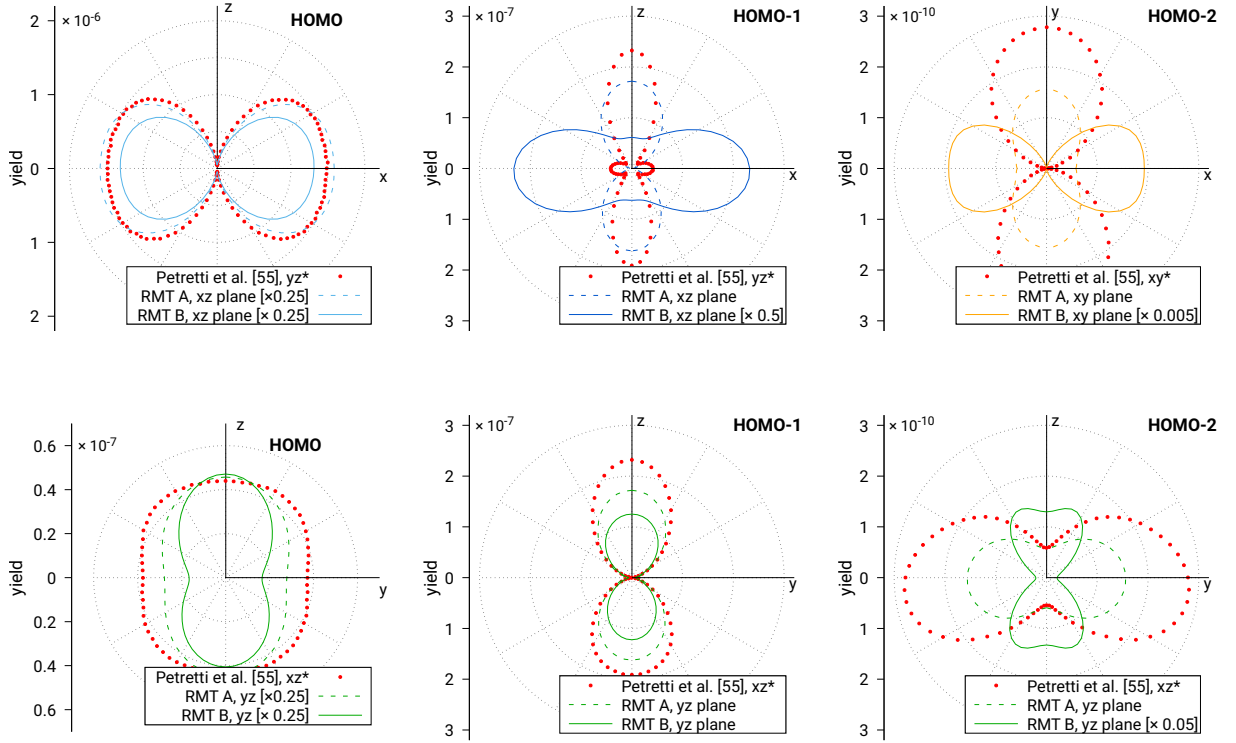 2 × 10-6 z HOMO
1
yield 0 x
1
2
Petretti et al. [55], yz*
RMT A, xz plane [×0.25]
RMT B, xz plane [× 0.25]
3 × 10-7 z HOMO-1
2
1
yield 0 x
1
2
3
Petretti et al. [55], yz*
RMT A, xz plane
RMT B, xz plane [× 0.5]
3 × 10-10 y HOMO-2
2
1
yield 0 x
1
2
3
Petretti et al. [55], xy*
RMT A, xy plane
RMT B, xy plane [× 0.005]
z
0.6 × 10-7 HOMO
0.4
0.2
yield 0 y
0.2
0.4
0.6
Petretti et al. [55], xz*
RMT A, yz [×0.25]
RMT B, yz [× 0.25]
3 × 10-7 z HOMO-1
2
1
yield 0 y
1
2
3
Petretti et al. [55], xz*
RMT A, yz plane
RMT B, yz plane
3 × 10-10 z HOMO-2
2
1
yield 0 y
1
2
3
Petretti et al. [55], xz*
RMT A, yz plane
RMT B, yz plane [× 0.05]